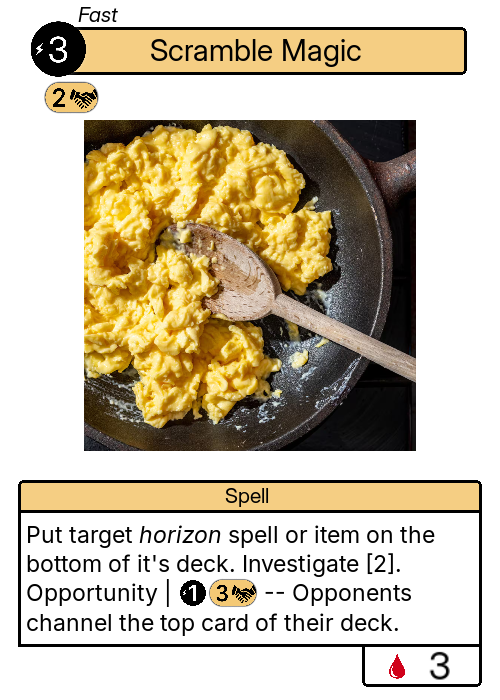 Fast
3 Scramble Magic
2
Spell
Put target horizon spell or item on the
bottom of it's deck. Investigate [2].
Opportunity | 1 3 -- Opponents
channel the top card of their deck.
3